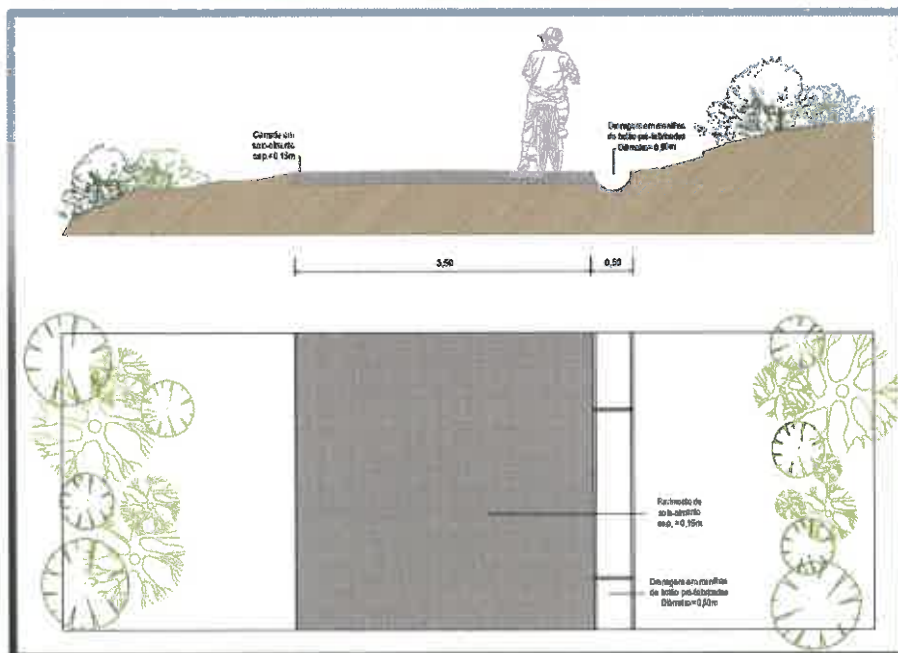 Camada em
solo-cimento
esp.= 0,15m
Drenagem em manilhas
de betão pré-fabricadas
Diâmetro= 0,50m
3,50
0,50
Pavimento de
solo-cimento
esp. = 0,15m
Drenagem em manilhas
de betão pré-fabricadas
Diâmetro= 0,50m